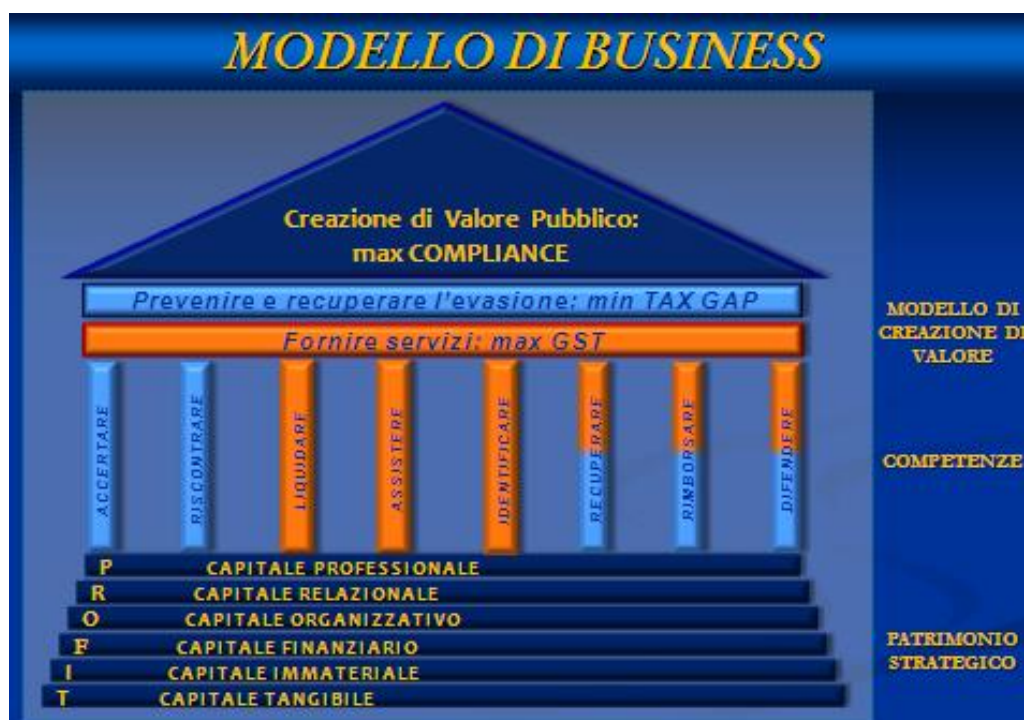 MODELLO DI BUSINESS
Creazione di Valore Pubblico:
max COMPLIANCE
Prevenire e recuperare l'evasione: min TAX GAP
Fornire servizi: max GST
MODELLO DI
CREAZIONE DI
VALORE
ACCERTARE
RISCONTRARE
LIQUIDARE
ASSISTERE
IDENTIFICARE
RECUPERARE
RIMBORSARE
DIFENDERE
COMPETENZE
P CAPITALE PROFESSIONALE
R CAPITALE RELAZIONALE
O CAPITALE ORGANIZZATIVO
F CAPITALE FINANZIARIO
I CAPITALE IMMATERIALE
T CAPITALE TANGIBILE
PATRIMONIO
STRATEGICO